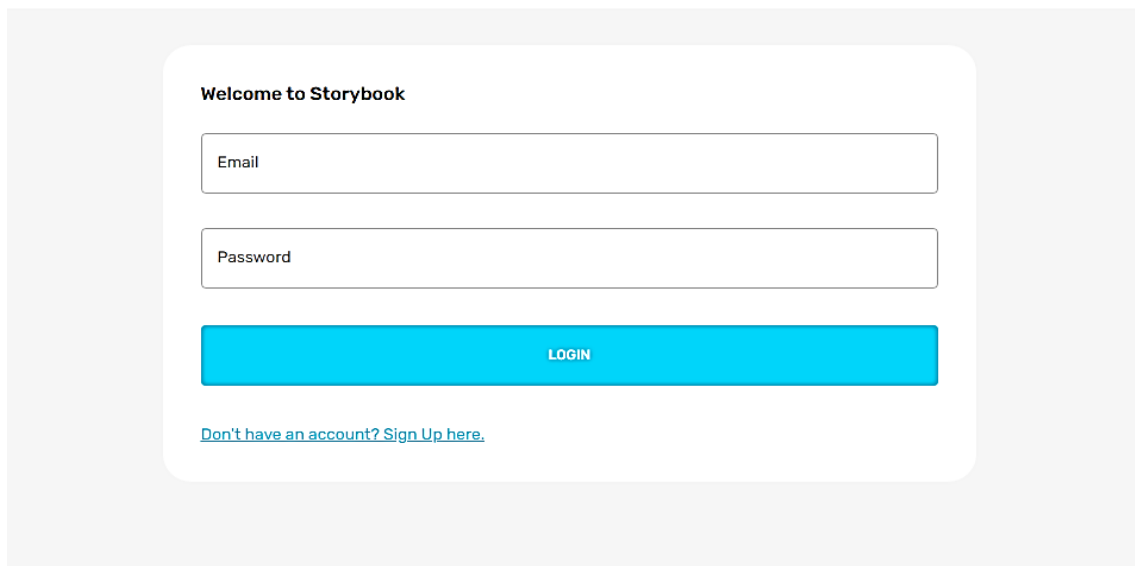 Welcome to Storybook
Email
Password
LOGIN
Don't have an account? Sign Up here.